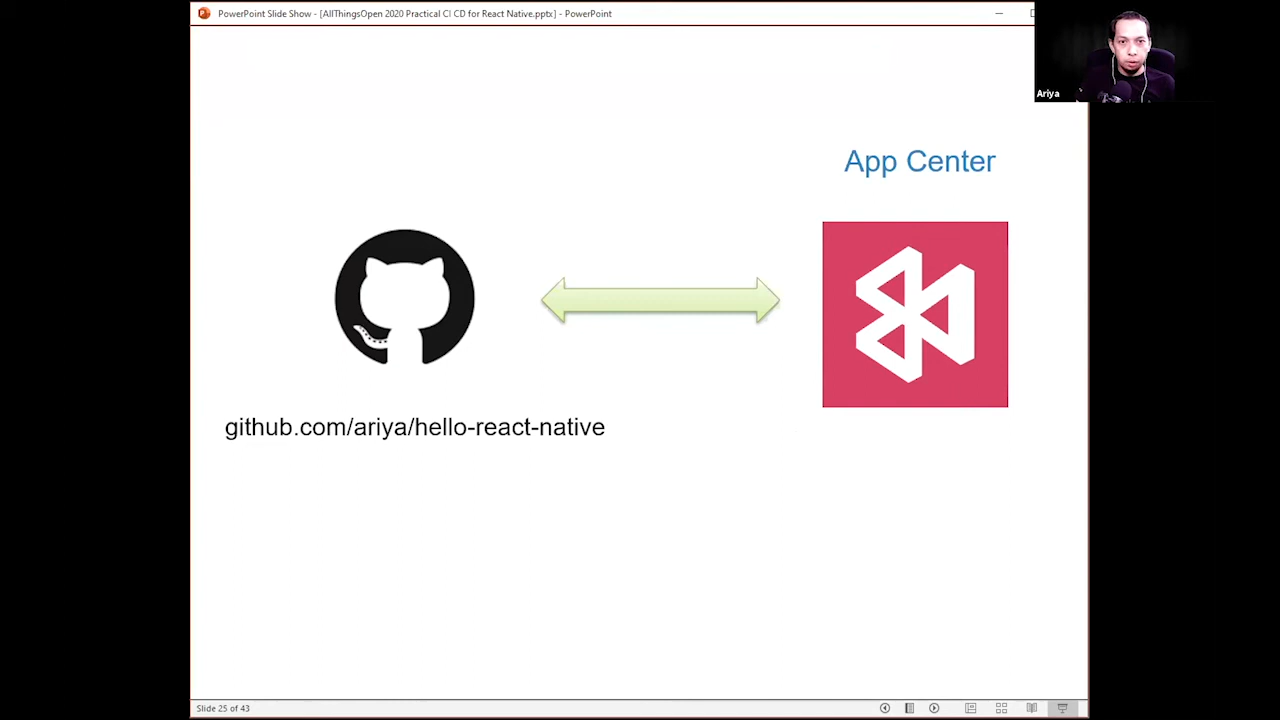 PowerPoint Slide Show - [AllThingsOpen 2020 Practical CI CD for React Native.pptx] - PowerPoint
Ariya
App Center
github.com/ariya/hello-react-native
Slide 25 of 43